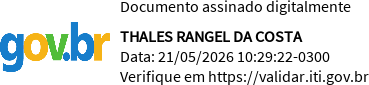 Documento assinado digitalmente
gov.br
THALES RANGEL DA COSTA
Data: 21/05/2026 10:29:22-0300
Verifique em https://validar.iti.gov.br